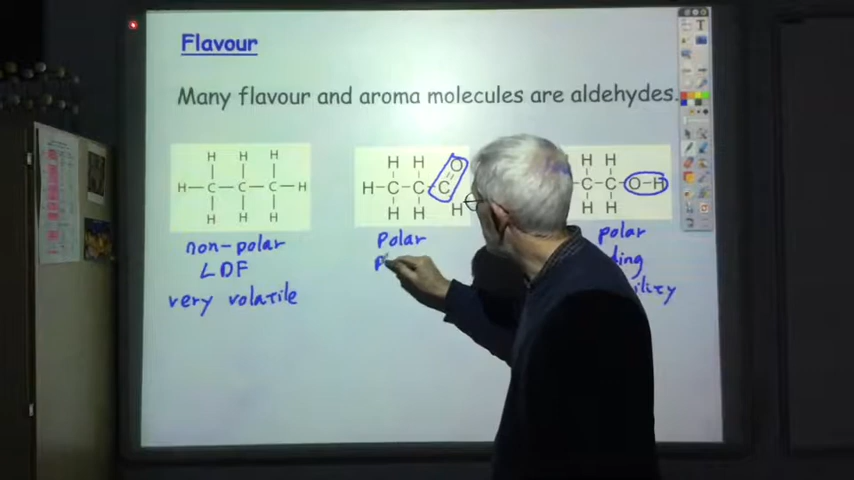 Flavour
Many flavour and aroma molecules are aldehydes.
H H H
H-C-C-C-H
H H H
non-polar
LDF
very volatile
H H O
H-C-C-C
H H H
polar
p
H H
C-C-O-H
H H
polar